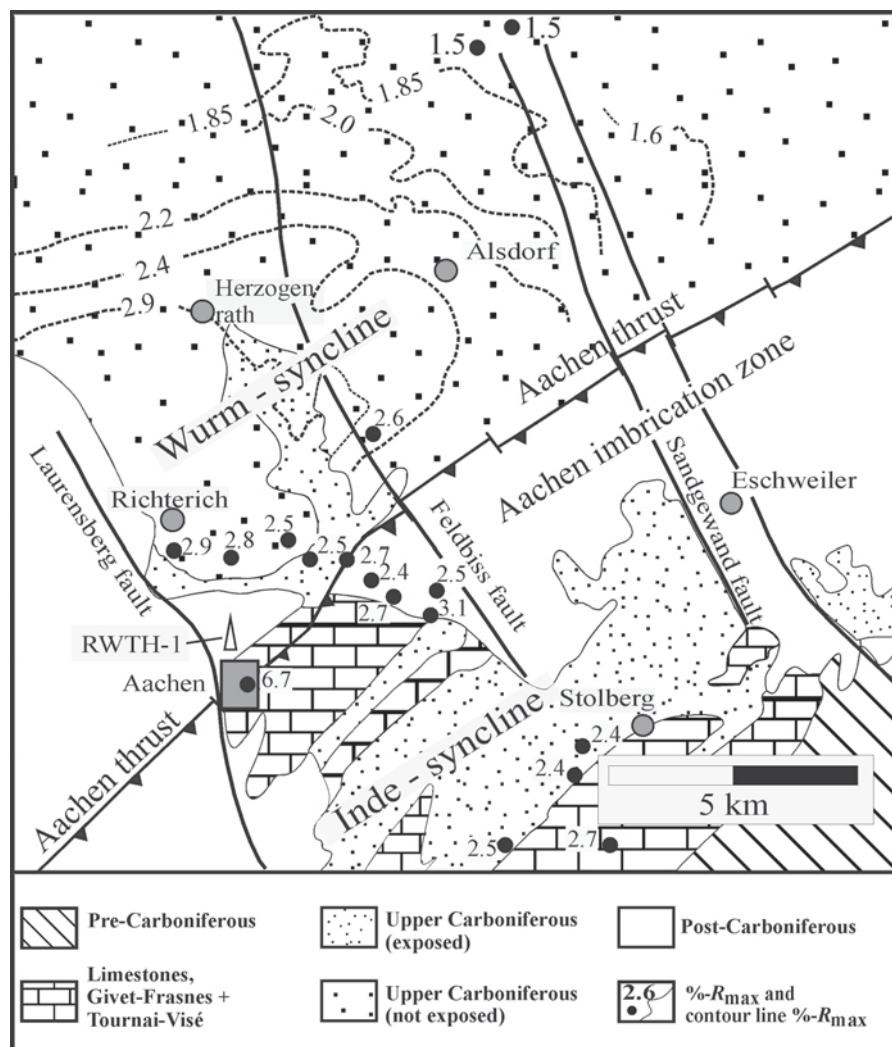 1.5
1.5
1.85
1.85
2.0
1.6
2.2
2.4
2.9
Alsdorf
Herzogen
rath
Wurm - syncline
Aachen thrust
Aachen imbrication zone
2.6
Laurensberg fault
Richterich
Feldbiss fault
Sandgewand fault
Eschweiler
2.9
2.8
2.5
2.5
2.7
2.4
2.7
2.5
3.1
RWTH-1
Aachen
6.7
Aachen thrust
Inde - syncline
Stolberg
2.4
2.4
2.5
2.7
5 km
Pre-Carboniferous
Upper Carboniferous
(exposed)
Post-Carboniferous
Limestones,
Givet-Frasnes +
Tournai-Visé
Upper Carboniferous
(not exposed)
2.6
%-Rmax and
contour line %-Rmax